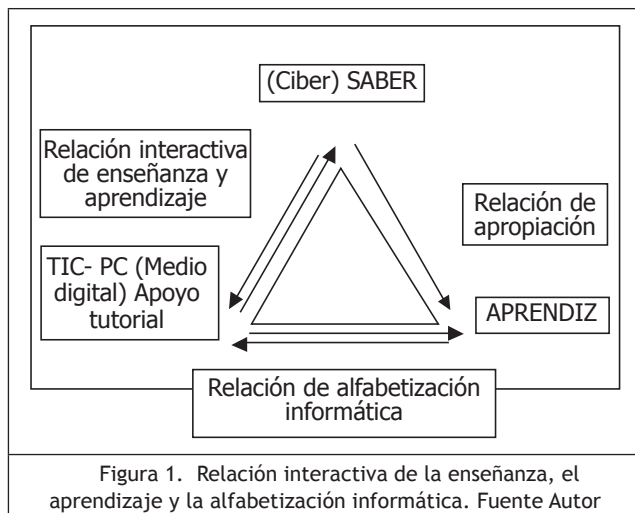 (Ciber) SABER
Relación interactiva
de enseñanza y
aprendizaje
Relación de
apropiación
TIC- PC (Medio
digital) Apoyo
tutorial
APRENDIZ
Relación de alfabetización
informática
Figura 1. Relación interactiva de la enseñanza, el
aprendizaje y la alfabetización informática. Fuente Autor